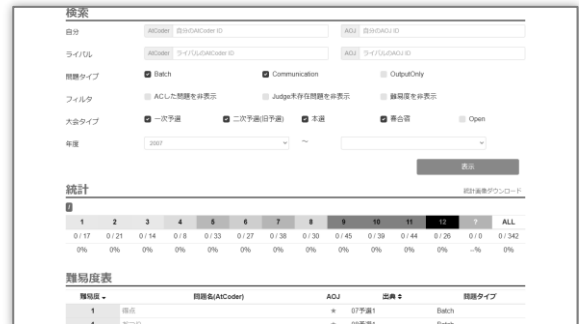 検索
自分 AtCoder 自分のAtCoder ID AOJ 自分のAOJ ID
ライバル AtCoder ライバルのAtCoder ID AOJ ライバルのAOJ ID
問題タイプ Batch Communication OutputOnly
フィルタ ACした問題を非表示 Judge未存在問題を非表示 難易度を非表示
大会タイプ 一次予選 二次予選(旧予選) 本選 春合宿 Open
年度 2007 ～
表示
統計 統計画像ダウンロード
1 2 3 4 5 6 7 8 9 10 11 12 ? ALL
0 / 17 0 / 21 0 / 14 0 / 8 0 / 33 0 / 27 0 / 38 0 / 30 0 / 45 0 / 39 0 / 44 0 / 26 0 / 0 0 / 342
0% 0% 0% 0% 0% 0% 0% 0% 0% 0% 0% 0% --% 0%
難易度表
難易度 問題名(AtCoder) AOJ 出典 問題タイプ
1 得点 ★ 07予選1 Batch